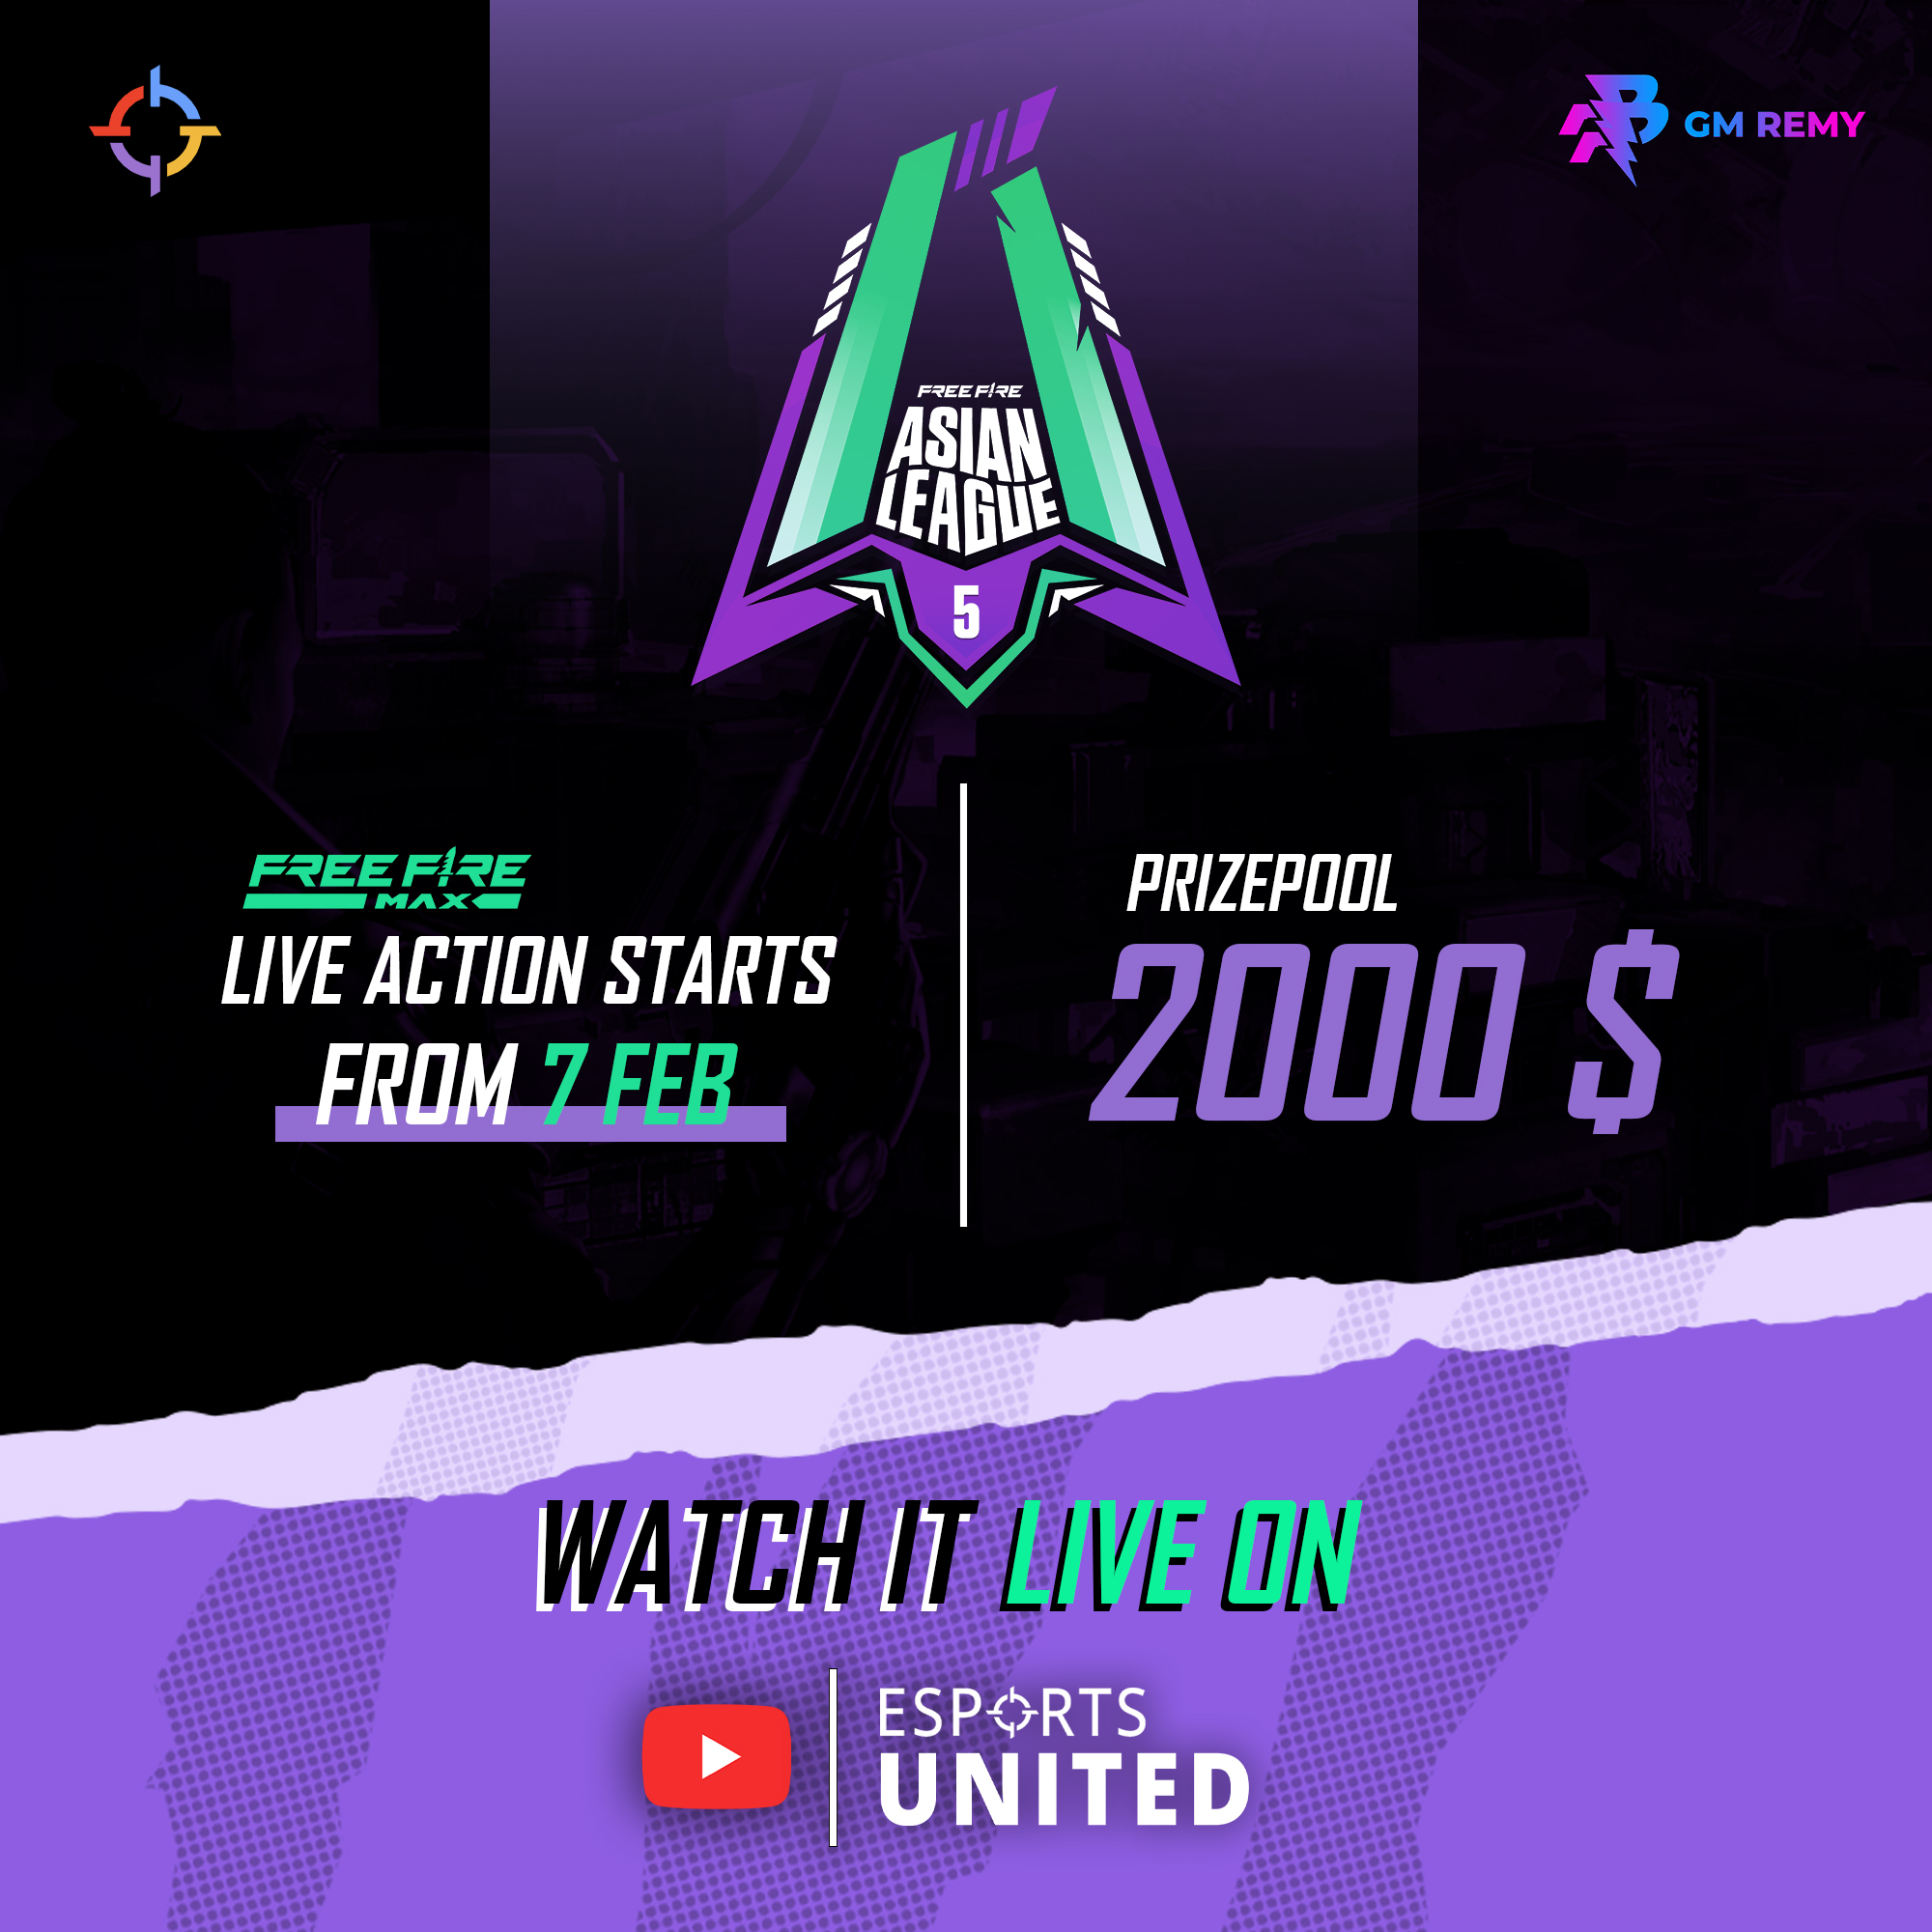 GM REMY
FREE FIRE
ASIAN
LEAGUE
5
FREE FIRE
MAX
LIVE ACTION STARTS
FROM 7 FEB
PRIZEPOOL
2000 $
WATCH IT LIVE ON
ESPORTS
UNITED